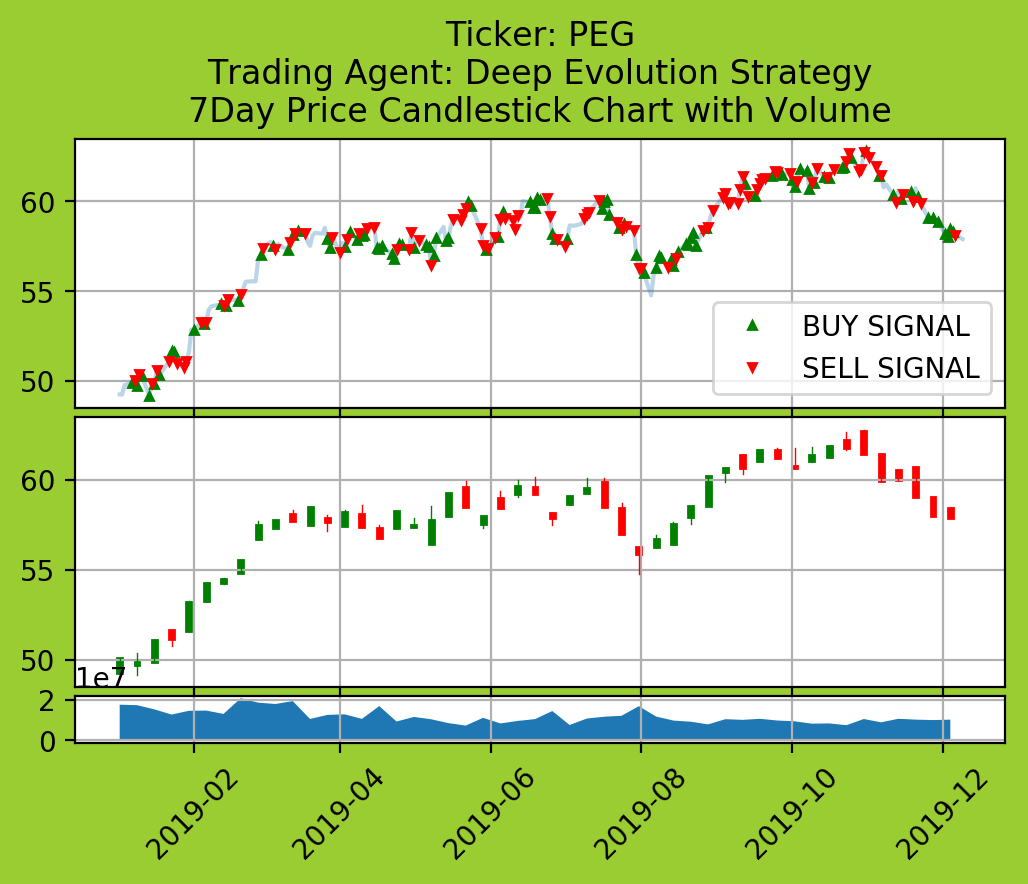 Ticker: PEG
Trading Agent: Deep Evolution Strategy
7Day Price Candlestick Chart with Volume
60
55
50
BUY SIGNAL
SELL SIGNAL
60
55
50
1e7
2
0
2019-02
2019-04
2019-06
2019-08
2019-10
2019-12